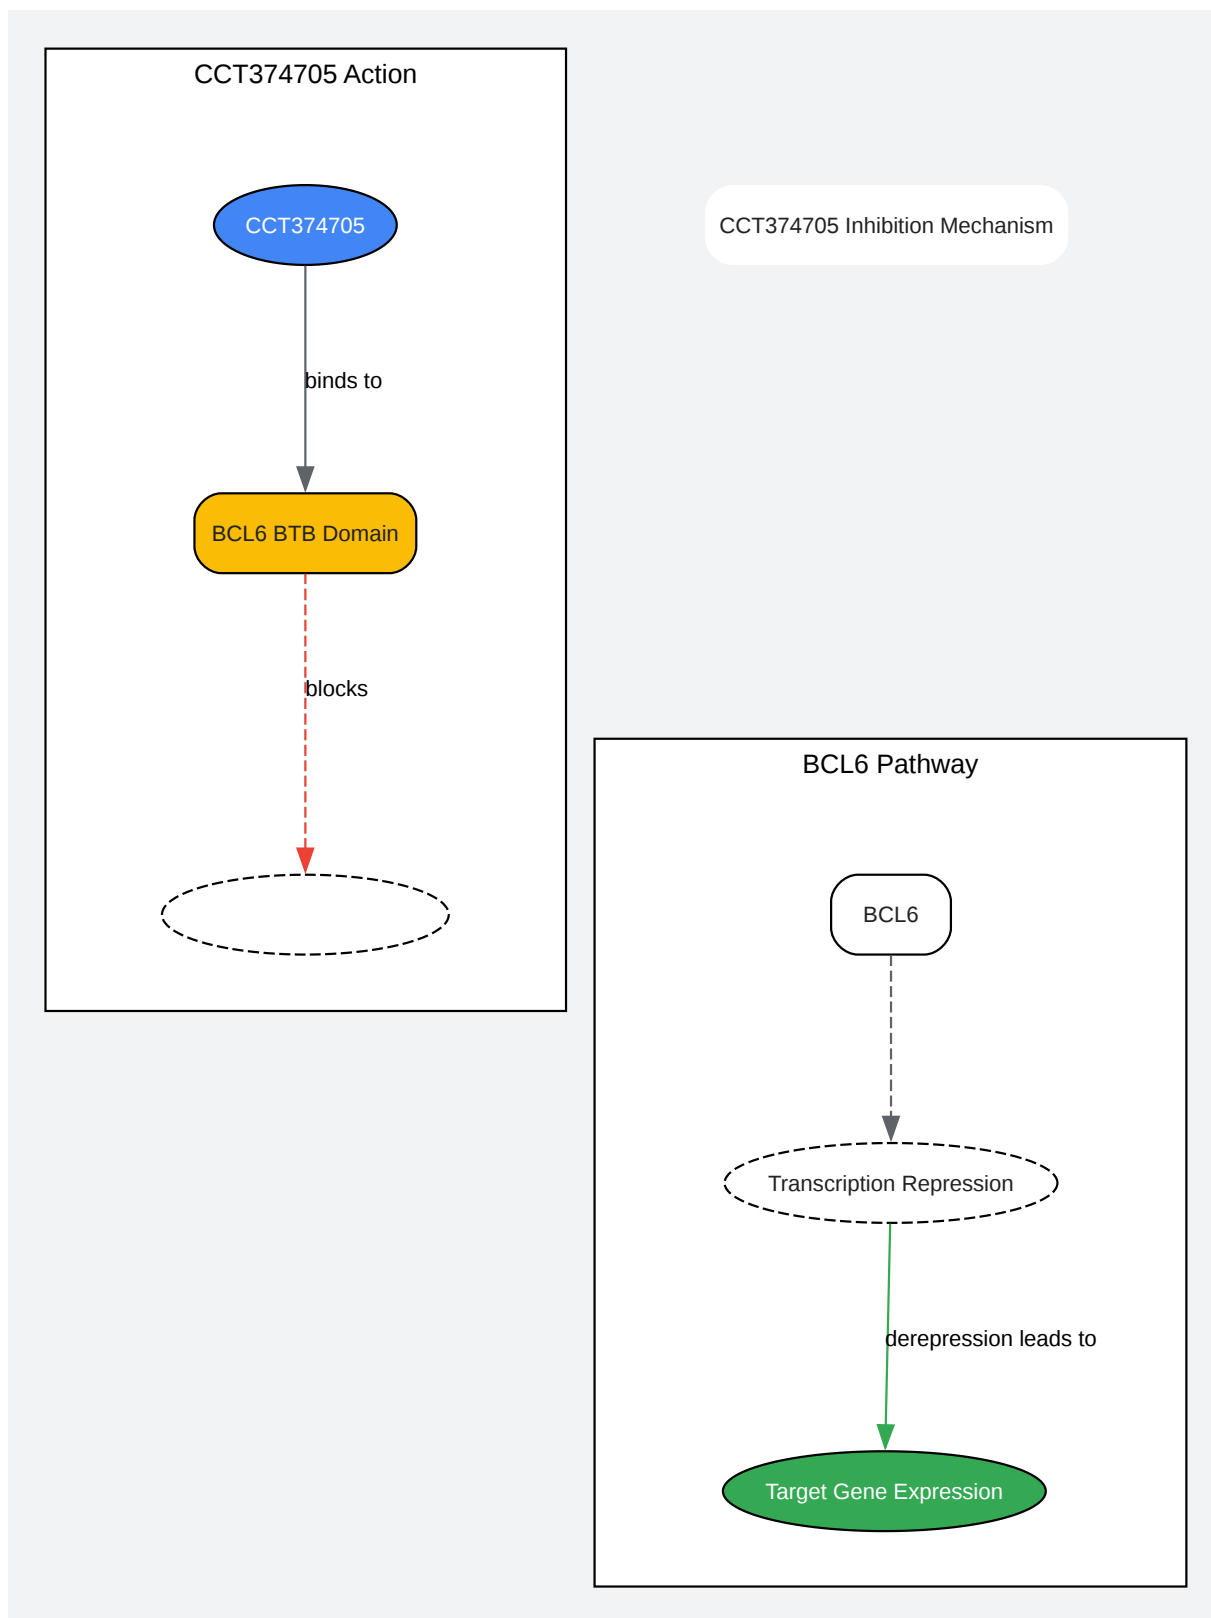 CCT374705 Action
CCT374705
CCT374705 Inhibition Mechanism
binds to
BCL6 BTB Domain
blocks
BCL6 Pathway
BCL6
Transcription Repression
derepression leads to
Target Gene Expression